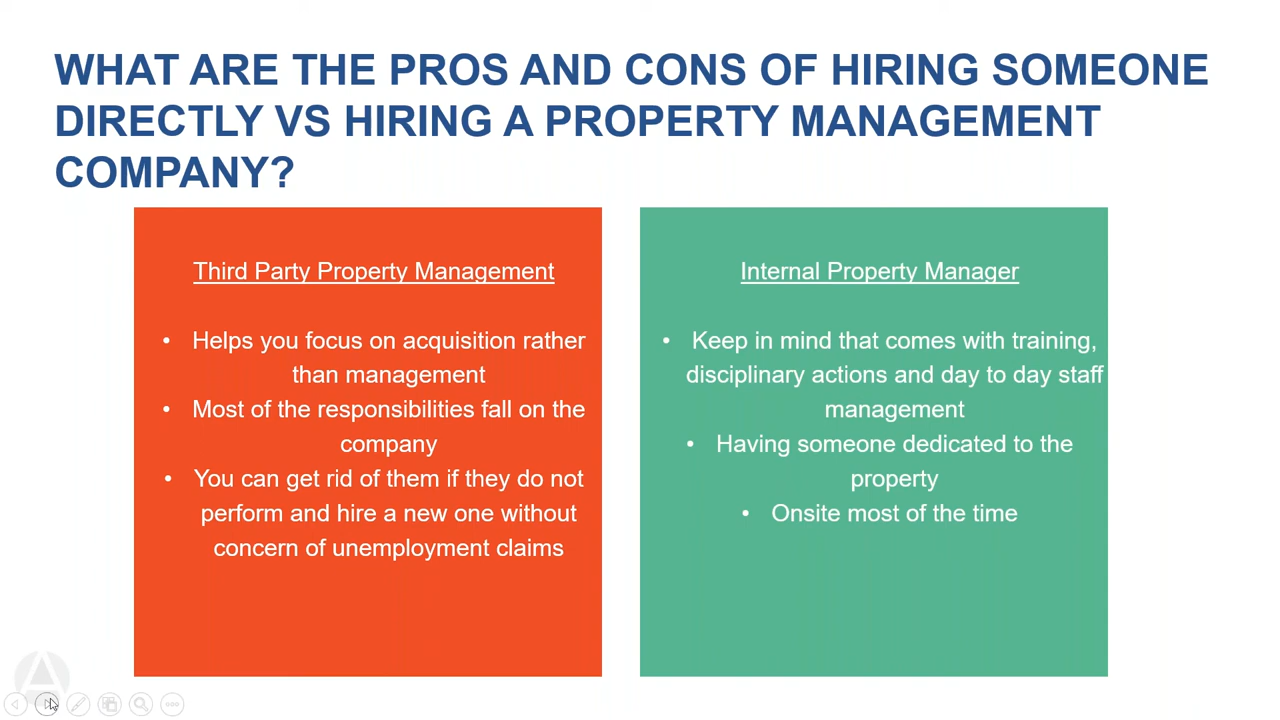 WHAT ARE THE PROS AND CONS OF HIRING SOMEONE
DIRECTLY VS HIRING A PROPERTY MANAGEMENT
COMPANY?
Third Party Property Management
• Helps you focus on acquisition rather
than management
• Most of the responsibilities fall on the
company
• You can get rid of them if they do not
perform and hire a new one without
concern of unemployment claims
Internal Property Manager
• Keep in mind that comes with training,
disciplinary actions and day to day staff
management
• Having someone dedicated to the
property
• Onsite most of the time